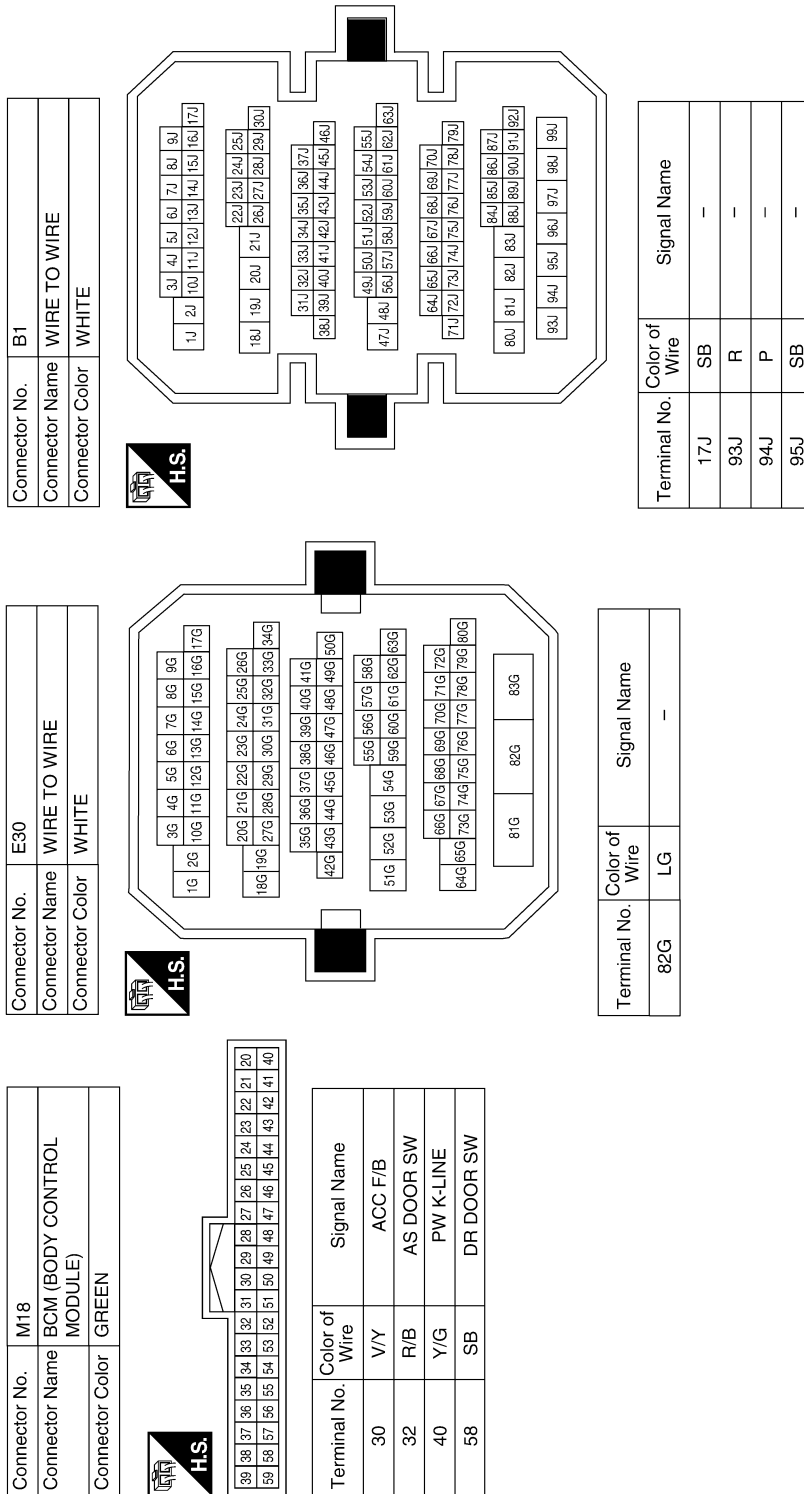 Connector No. M18
Connector Name BCM (BODY CONTROL MODULE)
Connector Color GREEN
H.S.
39 38 37 36 35 34 33 32 31 30 29 28 27 26 25 24 23 22 21 20
59 58 57 56 55 54 53 52 51 50 49 48 47 46 45 44 43 42 41 40
Terminal No. Color of Wire Signal Name
30 V/Y ACC F/B
32 R/B AS DOOR SW
40 Y/G PW K-LINE
58 SB DR DOOR SW
Connector No. E30
Connector Name WIRE TO WIRE
Connector Color WHITE
H.S.
3G 4G 5G 6G 7G 8G 9G
1G 2G 10G 11G 12G 13G 14G 15G 16G 17G
20G 21G 22G 23G 24G 25G 26G
18G 19G 27G 28G 29G 30G 31G 32G 33G 34G
35G 36G 37G 38G 39G 40G 41G
42G 43G 44G 45G 46G 47G 48G 49G 50G
55G 56G 57G 58G
51G 52G 53G 54G 59G 60G 61G 62G 63G
66G 67G 68G 69G 70G 71G 72G
64G 65G 73G 74G 75G 76G 77G 78G 79G 80G
81G 82G 83G
Terminal No. Color of Wire Signal Name
82G LG –
Connector No. B1
Connector Name WIRE TO WIRE
Connector Color WHITE
H.S.
3J 4J 5J 6J 7J 8J 9J
1J 2J 10J 11J 12J 13J 14J 15J 16J 17J
22J 23J 24J 25J
18J 19J 20J 21J 26J 27J 28J 29J 30J
31J 32J 33J 34J 35J 36J 37J
38J 39J 40J 41J 42J 43J 44J 45J 46J
49J 50J 51J 52J 53J 54J 55J
47J 48J 56J 57J 58J 59J 60J 61J 62J 63J
64J 65J 66J 67J 68J 69J 70J
71J 72J 73J 74J 75J 76J 77J 78J 79J
84J 85J 86J 87J
80J 81J 82J 83J 88J 89J 90J 91J 92J
93J 94J 95J 96J 97J 98J 99J
Terminal No. Color of Wire Signal Name
17J SB –
93J R –
94J P –
95J SB –